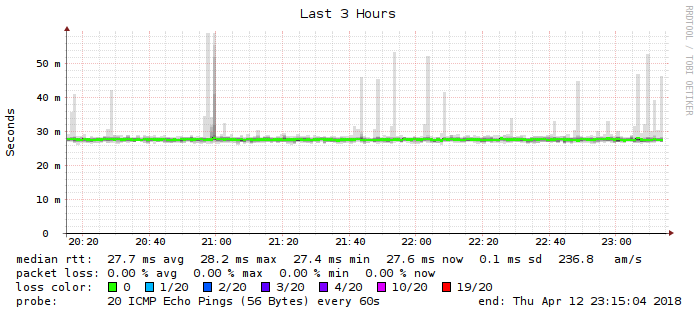 Last 3 Hours
RRDTOOL / TOBI OETIKER
Seconds
50 m
40 m
30 m
20 m
10 m
0
20:20 20:40 21:00 21:20 21:40 22:00 22:20 22:40 23:00
median rtt: 27.7 ms avg 28.2 ms max 27.4 ms min 27.6 ms now 0.1 ms sd 236.8 am/s
packet loss: 0.00 % avg 0.00 % max 0.00 % min 0.00 % now
loss color: 0 1/20 2/20 3/20 4/20 10/20 19/20
probe: 20 ICMP Echo Pings (56 Bytes) every 60s end: Thu Apr 12 23:15:04 2018